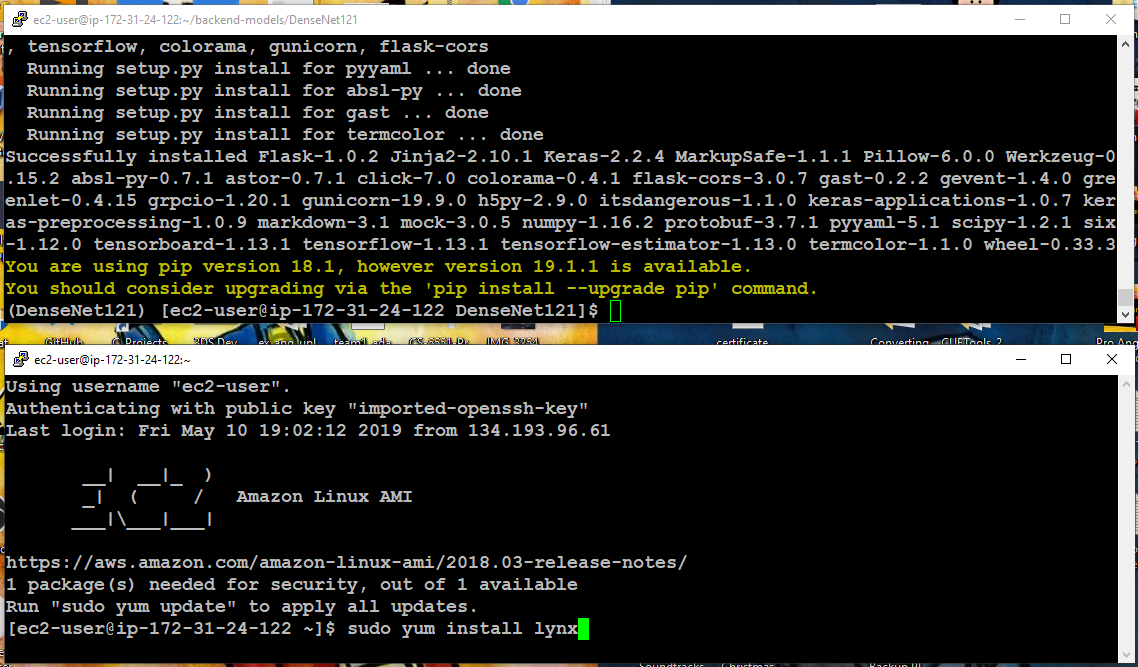 ec2-user@ip-172-31-24-122:~/backend-models/DenseNet121
, tensorflow, colorama, gunicorn, flask-cors
Running setup.py install for pyyaml ... done
Running setup.py install for absl-py ... done
Running setup.py install for gast ... done
Running setup.py install for termcolor ... done
Successfully installed Flask-1.0.2 Jinja2-2.10.1 Keras-2.2.4 MarkupSafe-1.1.1 Pillow-6.0.0 Werkzeug-0
.15.2 absl-py-0.7.1 astor-0.7.1 click-7.0 colorama-0.4.1 flask-cors-3.0.7 gast-0.2.2 gevent-1.4.0 gre
enlet-0.4.15 grpcio-1.20.1 gunicorn-19.9.0 h5py-2.9.0 itsdangerous-1.1.0 keras-applications-1.0.7 ker
as-preprocessing-1.0.9 markdown-3.1 mock-3.0.5 numpy-1.16.2 protobuf-3.7.1 pyyaml-5.1 scipy-1.2.1 six
-1.12.0 tensorboard-1.13.1 tensorflow-1.13.1 tensorflow-estimator-1.13.0 termcolor-1.1.0 wheel-0.33.3
You are using pip version 18.1, however version 19.1.1 is available.
You should consider upgrading via the 'pip install --upgrade pip' command.
(DenseNet121) [ec2-user@ip-172-31-24-122 DenseNet121]$
GitHub C Projects certificate Converting
ec2-user@ip-172-31-24-122:~
Using username "ec2-user".
Authenticating with public key "imported-openssh-key"
Last login: Fri May 10 19:02:12 2019 from 134.193.96.61
__|  __|_  )
_|  (     /   Amazon Linux AMI
___|\___|___|
https://aws.amazon.com/amazon-linux-ami/2018.03-release-notes/
1 package(s) needed for security, out of 1 available
Run "sudo yum update" to apply all updates.
[ec2-user@ip-172-31-24-122 ~]$ sudo yum install lynx
Soundtracks Christmas